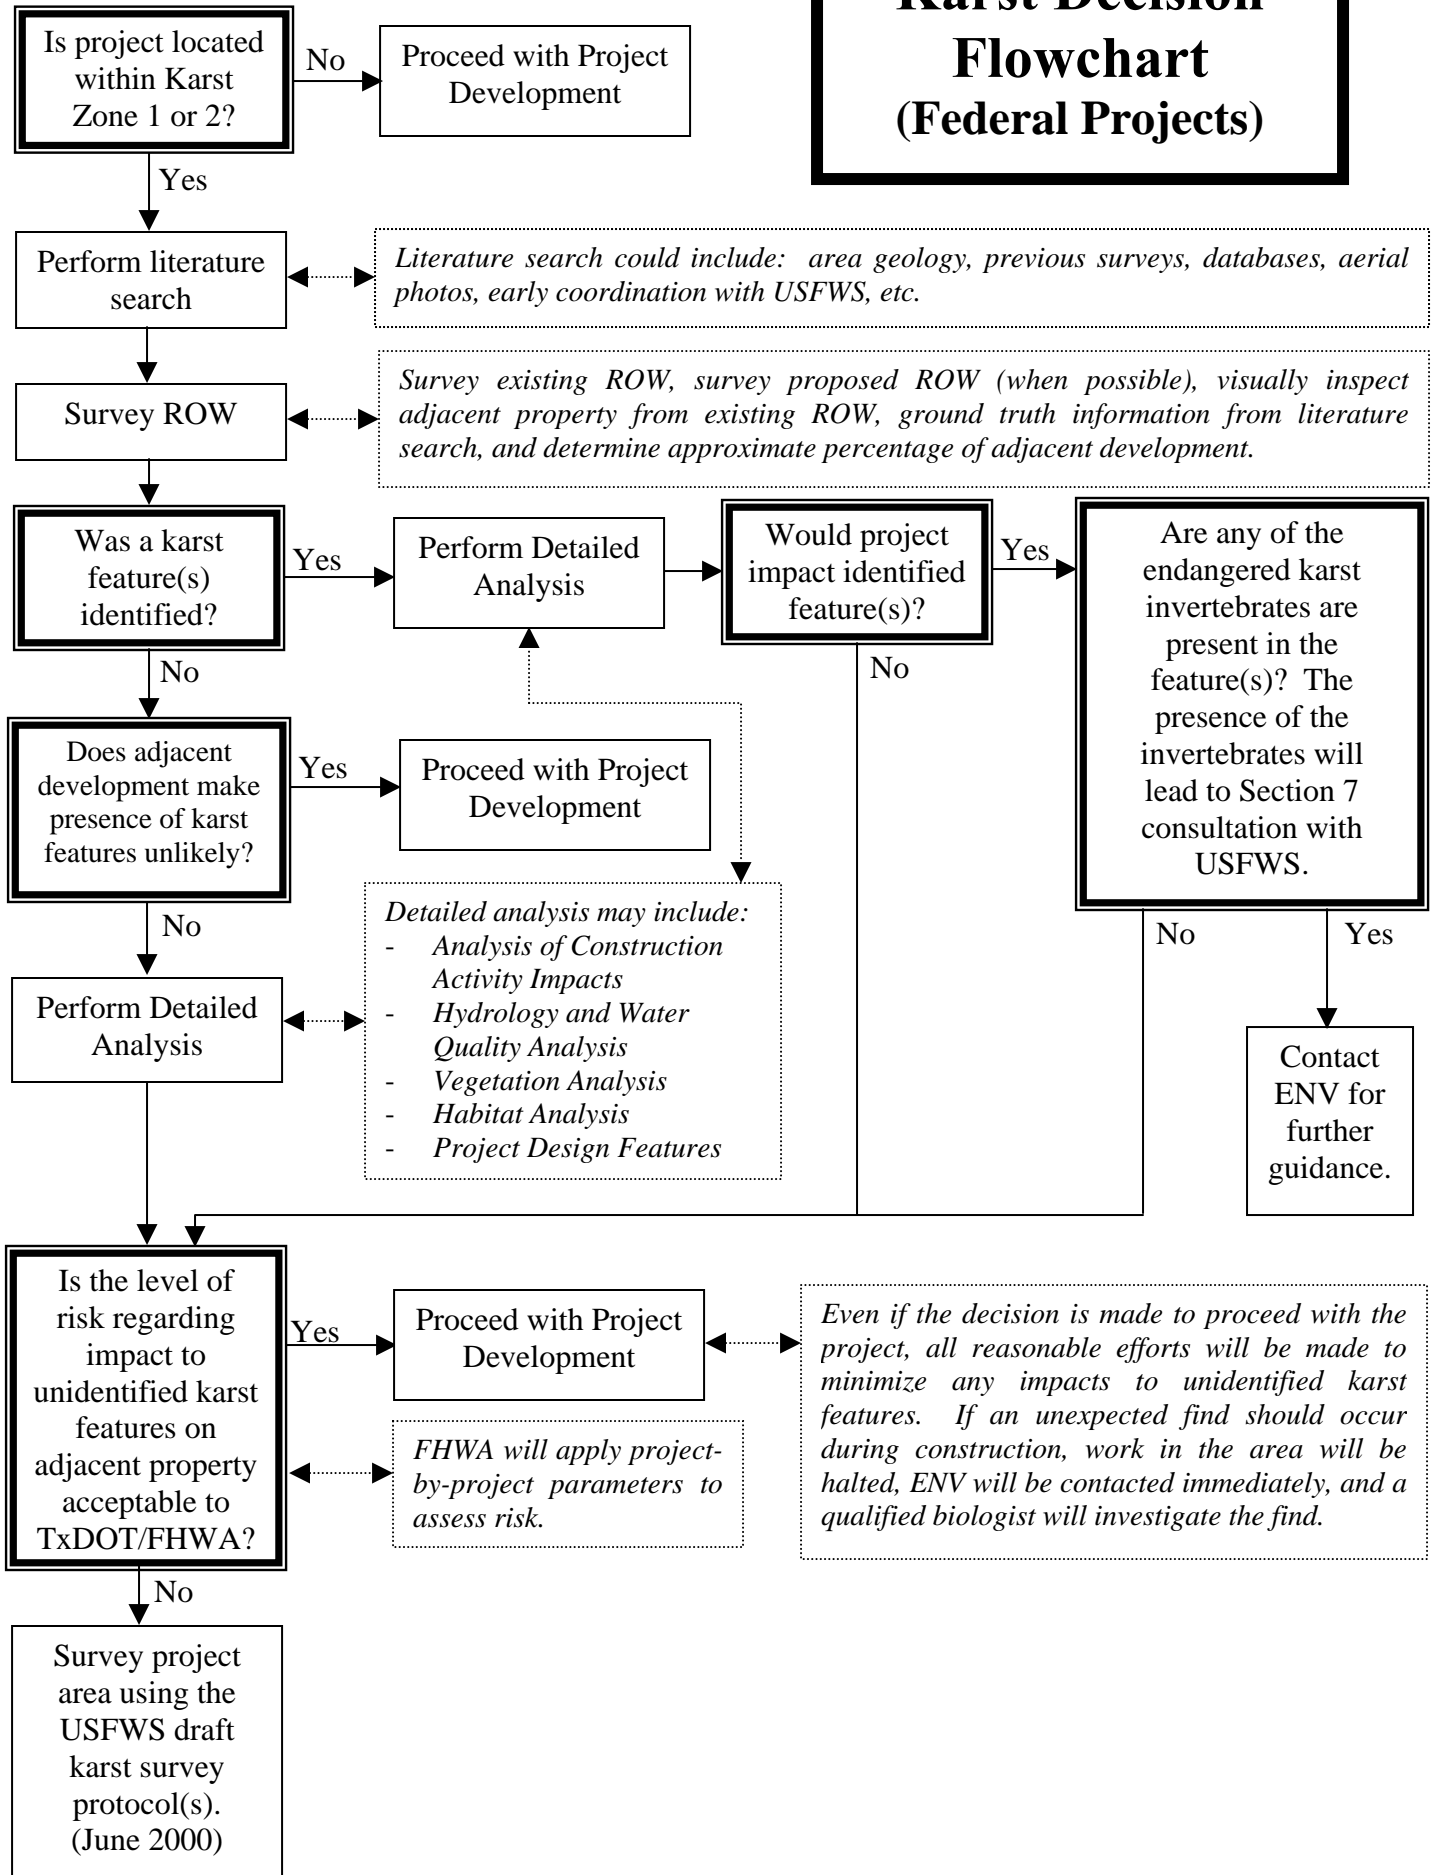 Karst Decision
Flowchart
(Federal Projects)
Is project located
within Karst
Zone 1 or 2?
No
Proceed with Project
Development
Yes
Perform literature
search
Literature search could include: area geology, previous surveys, databases, aerial
photos, early coordination with USFWS, etc.
Survey ROW
Survey existing ROW, survey proposed ROW (when possible), visually inspect
adjacent property from existing ROW, ground truth information from literature
search, and determine approximate percentage of adjacent development.
Was a karst
feature(s)
identified?
Yes
Perform Detailed
Analysis
Would project
impact identified
feature(s)?
Yes
Are any of the
endangered karst
invertebrates are
present in the
feature(s)? The
presence of the
invertebrates will
lead to Section 7
consultation with
USFWS.
No
No
Does adjacent
development make
presence of karst
features unlikely?
Yes
Proceed with Project
Development
No
Yes
Contact
ENV for
further
guidance.
No
Perform Detailed
Analysis
Detailed analysis may include:
- Analysis of Construction
Activity Impacts
- Hydrology and Water
Quality Analysis
- Vegetation Analysis
- Habitat Analysis
- Project Design Features
Is the level of
risk regarding
impact to
unidentified karst
features on
adjacent property
acceptable to
TxDOT/FHWA?
Yes
Proceed with Project
Development
Even if the decision is made to proceed with the
project, all reasonable efforts will be made to
minimize any impacts to unidentified karst
features. If an unexpected find should occur
during construction, work in the area will be
halted, ENV will be contacted immediately, and a
qualified biologist will investigate the find.
FHWA will apply project-
by-project parameters to
assess risk.
No
Survey project
area using the
USFWS draft
karst survey
protocol(s).
(June 2000)